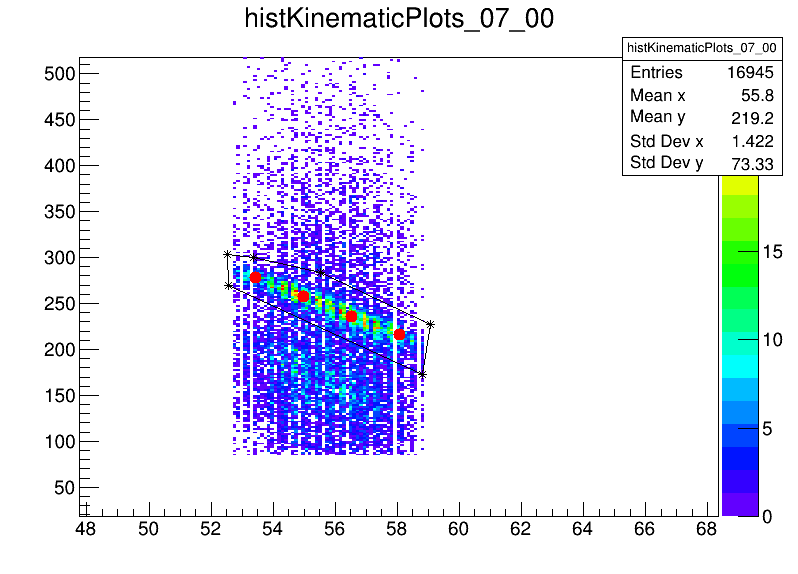 histKinematicPlots_07_00
histKinematicPlots_07_00
Entries 16945
Mean x 55.8
Mean y 219.2
Std Dev x 1.422
Std Dev y 73.33
500
450
400
350
300
250
200
150
100
50
48 50 52 54 56 58 60 62 64 66 68
15
10
5
0